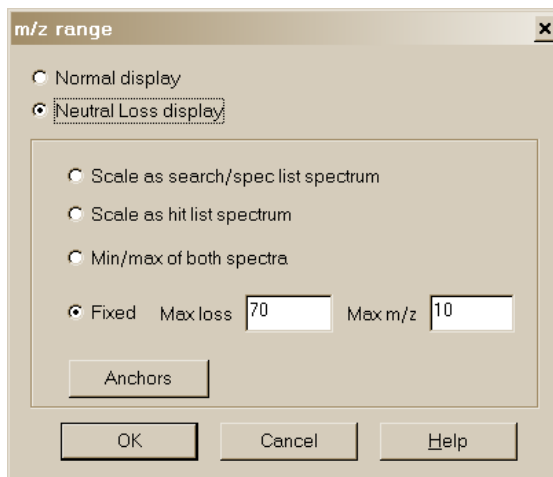 m/z range
Normal display
Neutral Loss display
Scale as search/spec list spectrum
Scale as hit list spectrum
Min/max of both spectra
Fixed Max loss 70 Max m/z 10
Anchors
OK Cancel Help